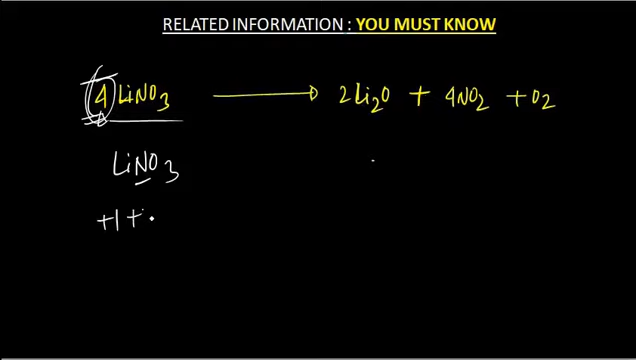 RELATED INFORMATION : YOU MUST KNOW
4 LiNO3 → 2Li2O + 4NO2 + O2
LiNO3
+1 +